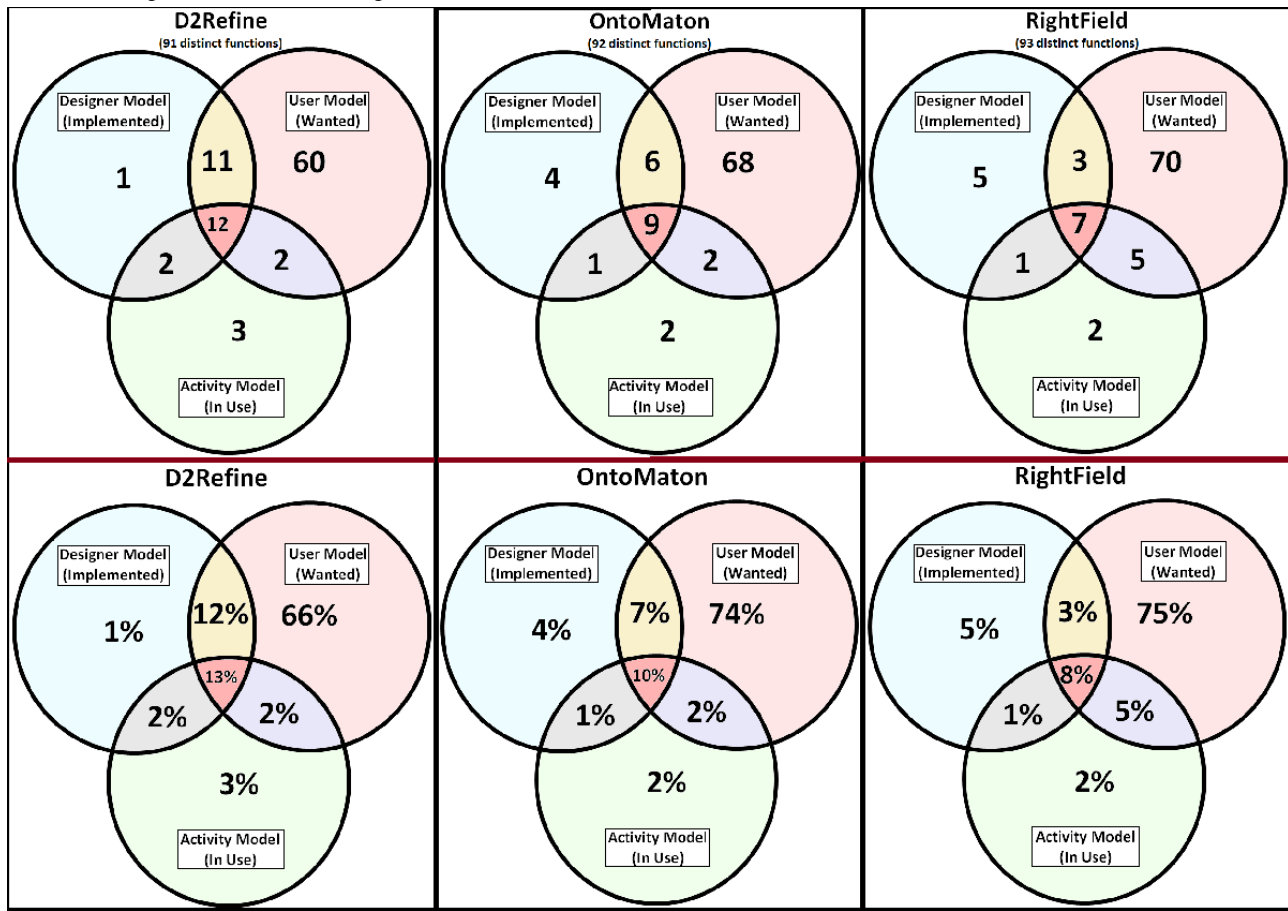 D2Refine
(91 distinct functions)
Designer Model
(Implemented)
User Model
(Wanted)
1
11
60
12
2
2
3
Activity Model
(In Use)
OntoMaton
(92 distinct functions)
Designer Model
(Implemented)
User Model
(Wanted)
4
6
68
9
1
2
2
Activity Model
(In Use)
RightField
(93 distinct functions)
Designer Model
(Implemented)
User Model
(Wanted)
5
3
70
7
1
5
2
Activity Model
(In Use)
D2Refine
Designer Model
(Implemented)
User Model
(Wanted)
1%
12%
66%
13%
2%
2%
3%
Activity Model
(In Use)
OntoMaton
Designer Model
(Implemented)
User Model
(Wanted)
4%
7%
74%
10%
1%
2%
2%
Activity Model
(In Use)
RightField
Designer Model
(Implemented)
User Model
(Wanted)
5%
3%
75%
8%
1%
5%
2%
Activity Model
(In Use)